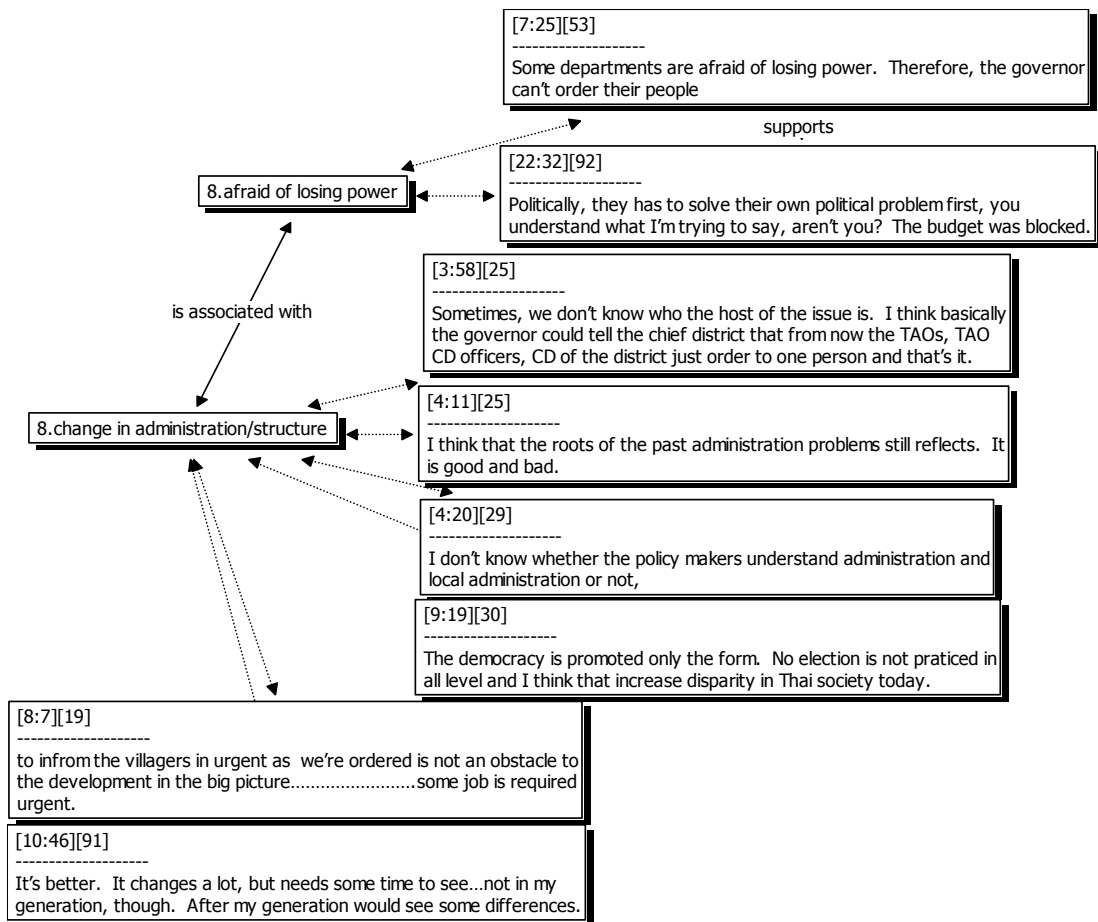 [7:25][53]
--------------------
Some departments are afraid of losing power. Therefore, the governor
can't order their people
supports
[22:32][92]
--------------------
Politically, they has to solve their own political problem first, you
understand what I'm trying to say, aren't you? The budget was blocked.
8.afraid of losing power
[3:58][25]
--------------------
Sometimes, we don't know who the host of the issue is. I think basically
the governor could tell the chief district that from now the TAOs, TAO
CD officers, CD of the district just order to one person and that's it.
is associated with
[4:11][25]
--------------------
I think that the roots of the past administration problems still reflects. It
is good and bad.
8.change in administration/structure
[4:20][29]
--------------------
I don't know whether the policy makers understand administration and
local administration or not,
[9:19][30]
--------------------
The democracy is promoted only the form. No election is not praticed in
all level and I think that increase disparity in Thai society today.
[8:7][19]
--------------------
to infrom the villagers in urgent as we're ordered is not an obstacle to
the development in the big picture.........................some job is required
urgent.
[10:46][91]
--------------------
It's better. It changes a lot, but needs some time to see...not in my
generation, though. After my generation would see some differences.